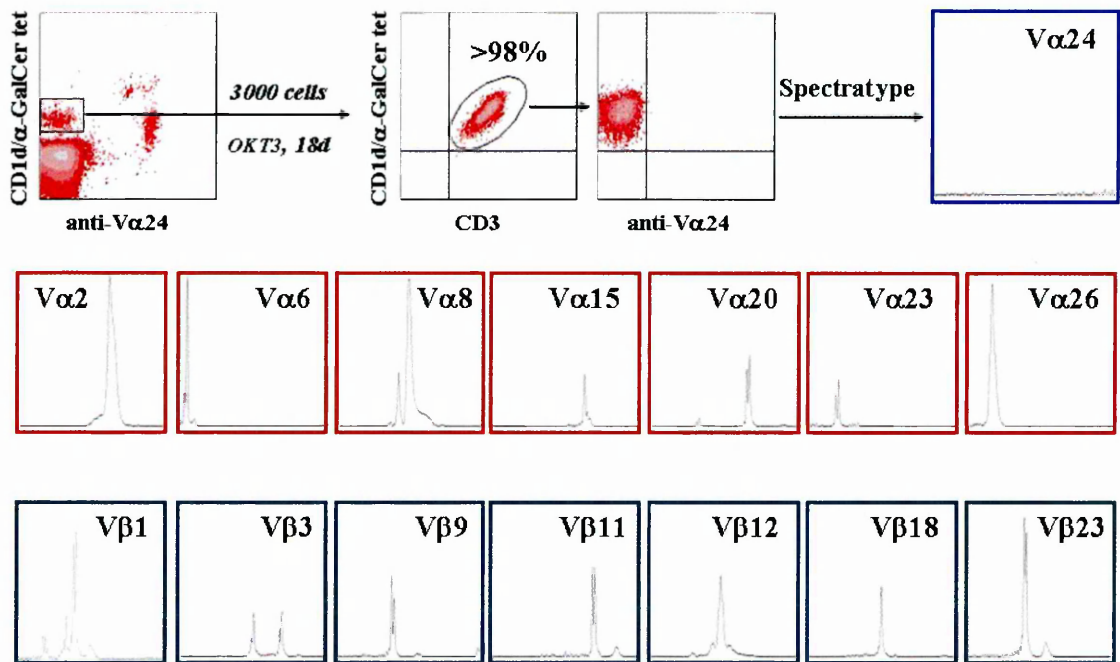 CD1d/α-GalCer tet
anti-Vα24
3000 cells
OKT3, 18d
CD1d/α-GalCer tet
>98%
CD3
anti-Vα24
Spectratype
Vα24
Vα2
Vα6
Vα8
Vα15
Vα20
Vα23
Vα26
Vβ1
Vβ3
Vβ9
Vβ11
Vβ12
Vβ18
Vβ23